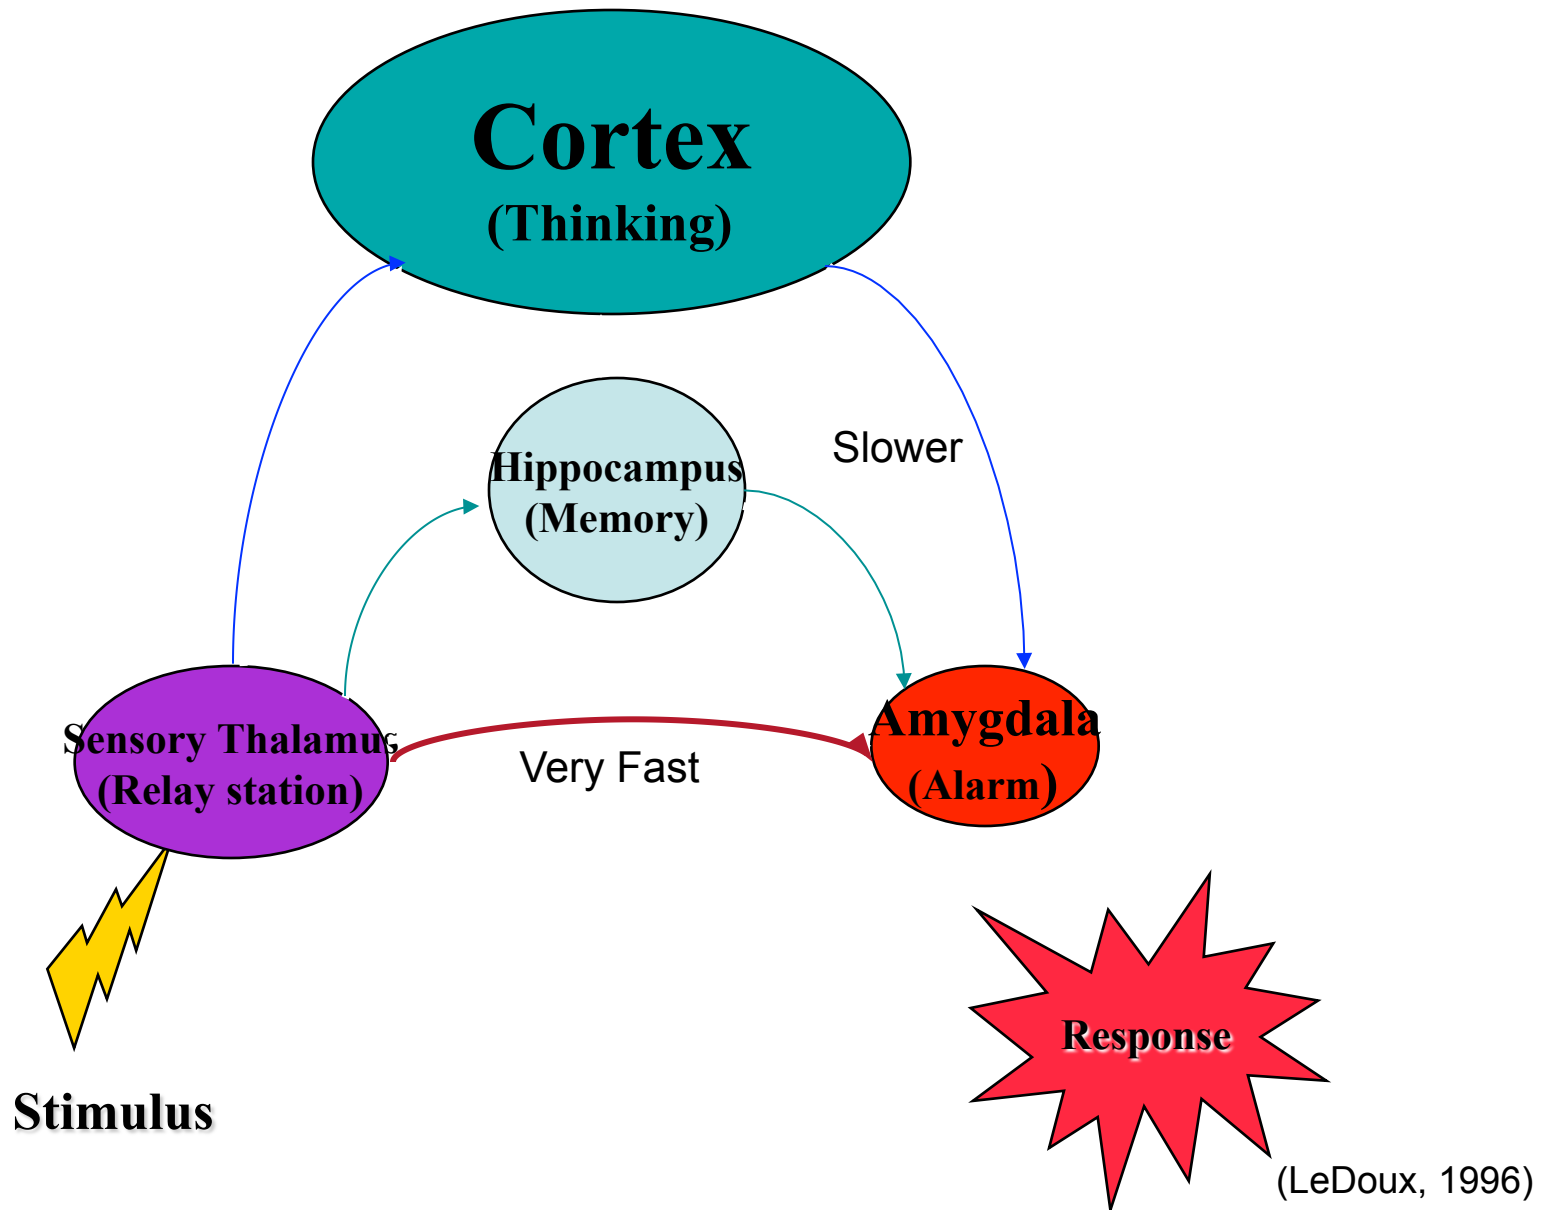 Cortex
(Thinking)
Hippocampus
(Memory)
Slower
Sensory Thalamus
(Relay station)
Very Fast
Amygdala
(Alarm)
Response
Stimulus
(LeDoux, 1996)